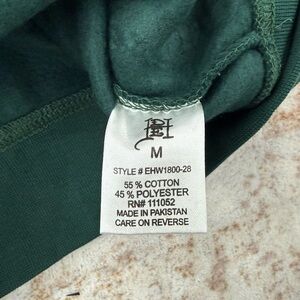 M
STYLE # EHW1800-28
55 % COTTON
45 % POLYESTER
RN# 111052
MADE IN PAKISTAN
CARE ON REVERSE